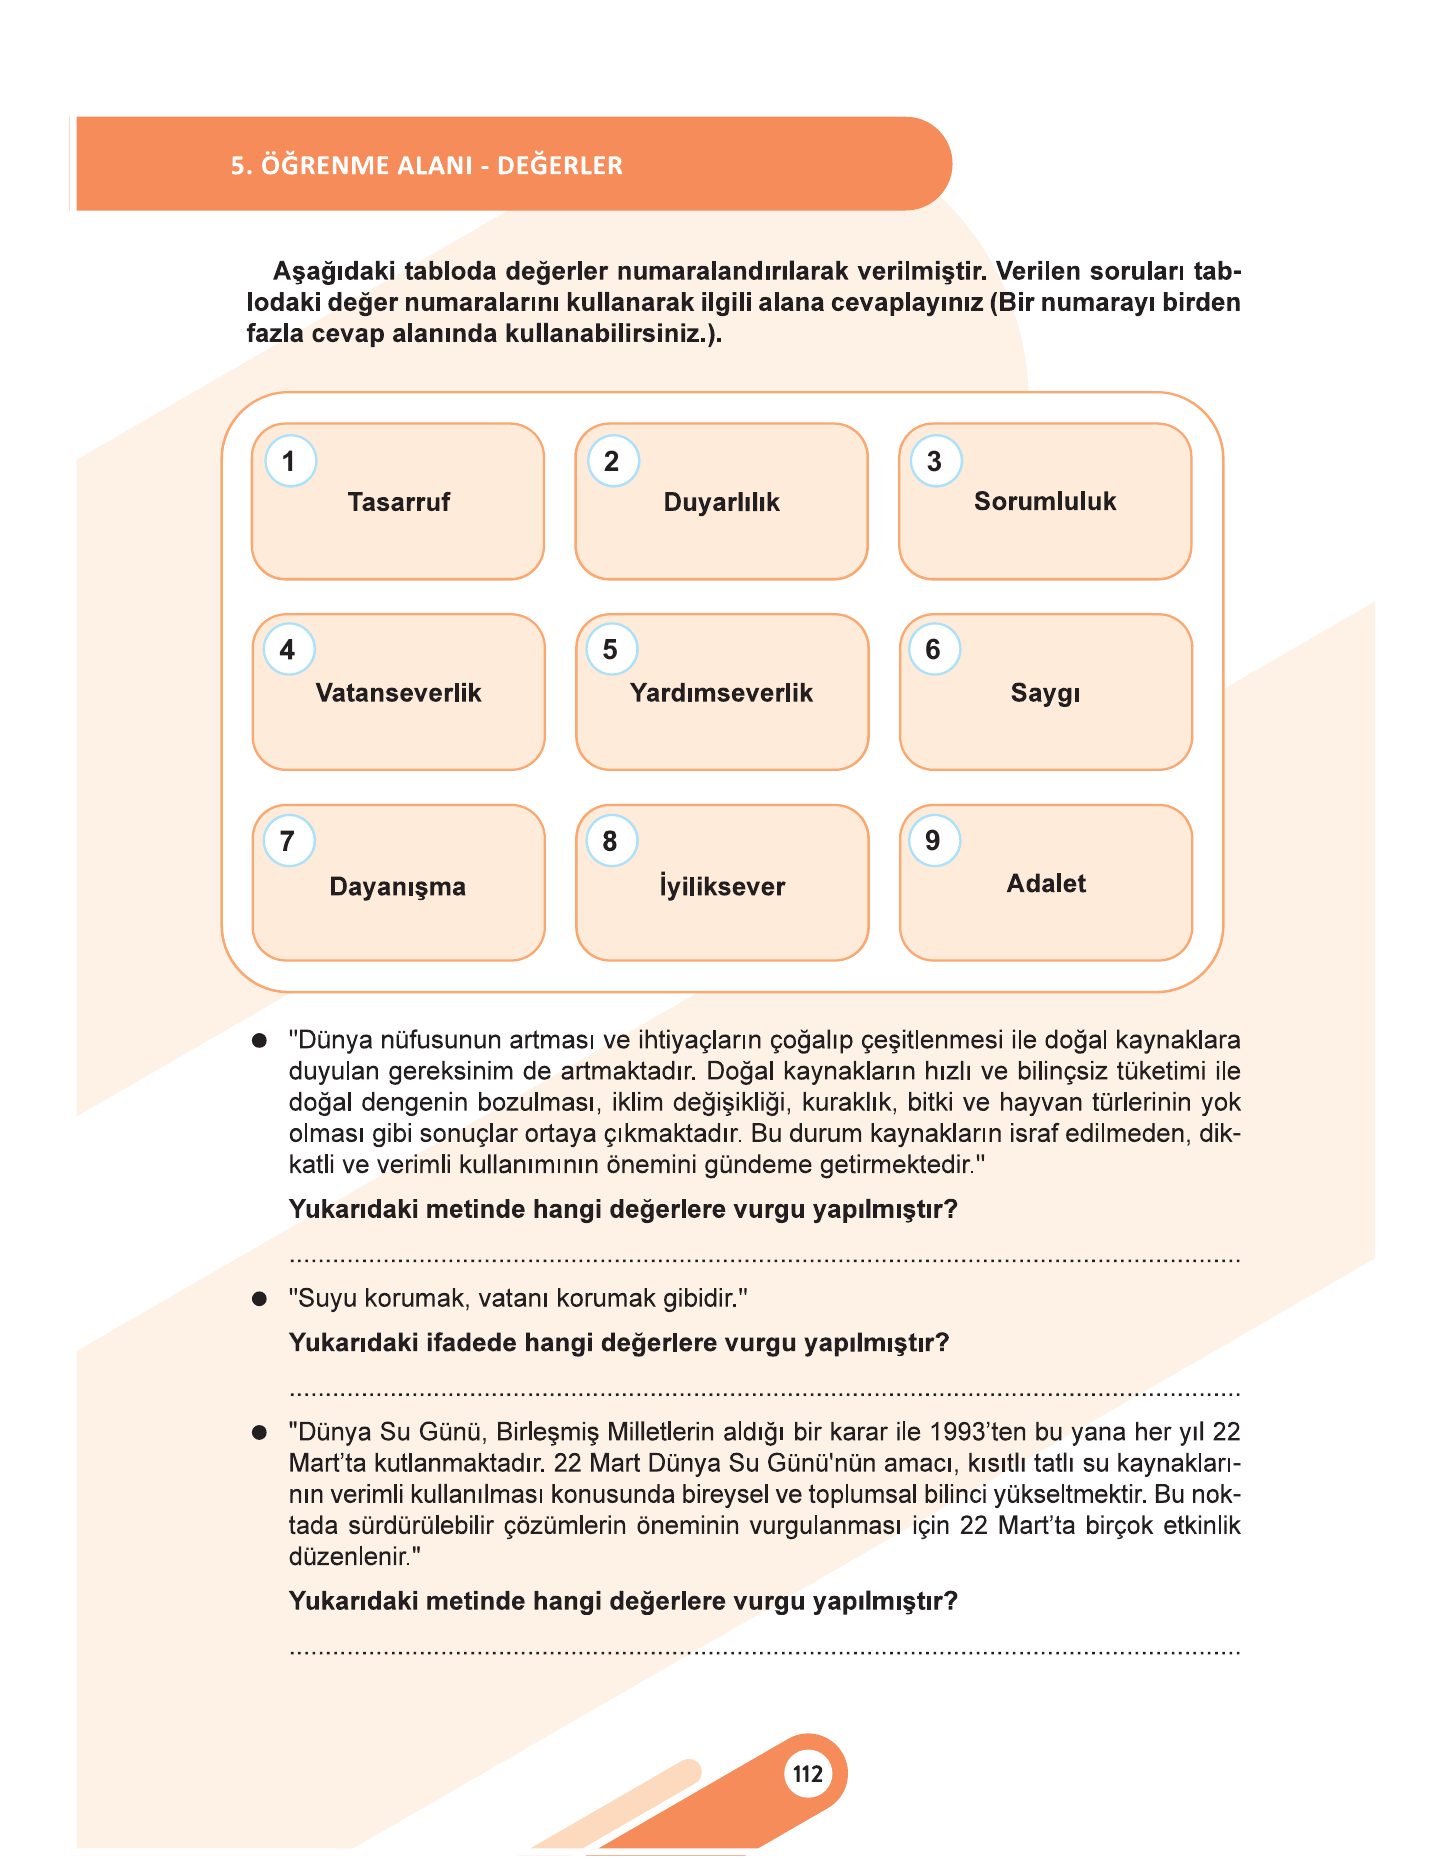 5. ÖĞRENME ALANI - DEĞERLER
Aşağıdaki tabloda değerler numaralandırılarak verilmiştir. Verilen soruları tab-
lodaki değer numaralarını kullanarak ilgili alana cevaplayınız (Bir numarayı birden
fazla cevap alanında kullanabilirsiniz.).
1
Tasarruf
2
Duyarlılık
3
Sorumluluk
4
Vatanseverlik
5
Yardımseverlik
6
Saygı
7
Dayanışma
8
İyiliksever
9
Adalet
● "Dünya nüfusunun artması ve ihtiyaçların çoğalıp çeşitlenmesi ile doğal kaynaklara
duyulan gereksinim de artmaktadır. Doğal kaynakların hızlı ve bilinçsiz tüketimi ile
doğal dengenin bozulması, iklim değişikliği, kuraklık, bitki ve hayvan türlerinin yok
olması gibi sonuçlar ortaya çıkmaktadır. Bu durum kaynakların israf edilmeden, dik-
katli ve verimli kullanımının önemini gündeme getirmektedir."
Yukarıdaki metinde hangi değerlere vurgu yapılmıştır?
● "Suyu korumak, vatanı korumak gibidir."
Yukarıdaki ifadede hangi değerlere vurgu yapılmıştır?
● "Dünya Su Günü, Birleşmiş Milletlerin aldığı bir karar ile 1993’ten bu yana her yıl 22
Mart’ta kutlanmaktadır. 22 Mart Dünya Su Günü'nün amacı, kısıtlı tatlı su kaynakları-
nın verimli kullanılması konusunda bireysel ve toplumsal bilinci yükseltmektir. Bu nok-
tada sürdürülebilir çözümlerin öneminin vurgulanması için 22 Mart’ta birçok etkinlik
düzenlenir."
Yukarıdaki metinde hangi değerlere vurgu yapılmıştır?
112